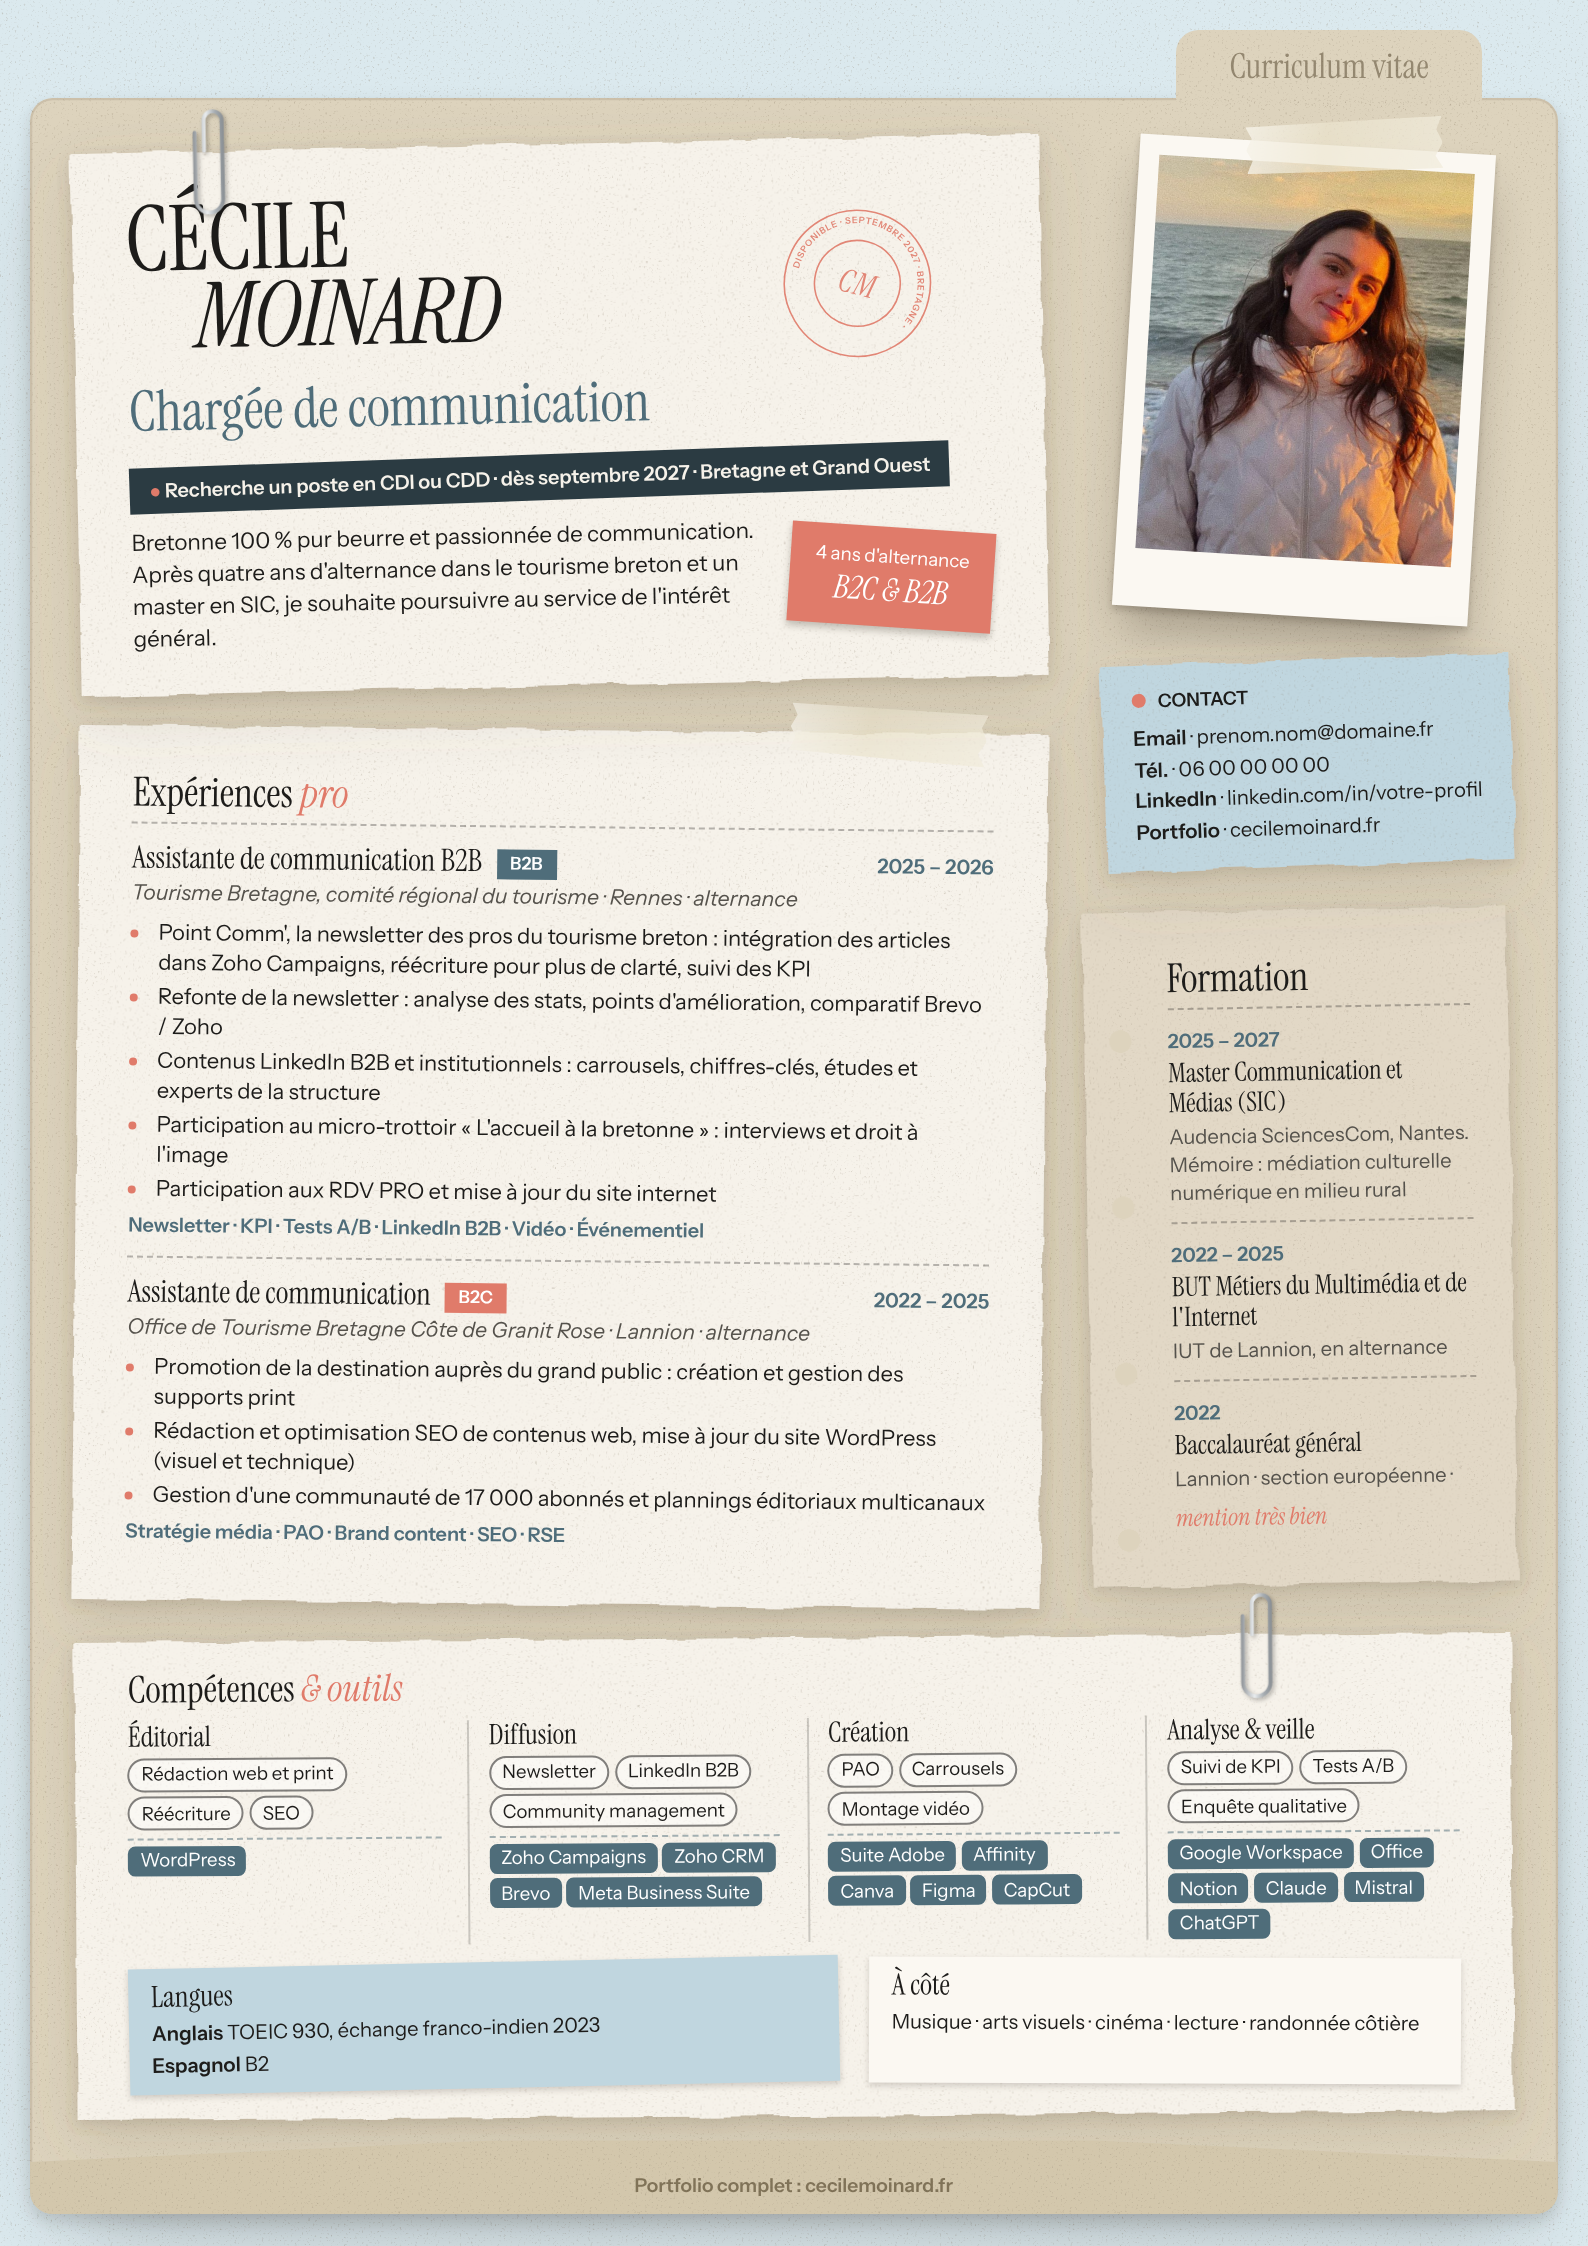 Curriculum vitae
CÉCILE
MOINARD
DISPONIBLE · SEPTEMBRE 2027 · BRETAGNE ·
CM
Chargée de communication
Recherche un poste en CDI ou CDD · dès septembre 2027 · Bretagne et Grand Ouest
Bretonne 100 % pur beurre et passionnée de communication.
Après quatre ans d'alternance dans le tourisme breton et un
master en SIC, je souhaite poursuivre au service de l'intérêt
général.
4 ans d'alternance
B2C & B2B
CONTACT
Email · prenom.nom@domaine.fr
Tél. · 06 00 00 00 00
LinkedIn · linkedin.com/in/votre-profil
Portfolio · cecilemoinard.fr
Expériences pro
Assistante de communication B2B B2B 2025 – 2026
Tourisme Bretagne, comité régional du tourisme · Rennes · alternance
• Point Comm', la newsletter des pros du tourisme breton : intégration des articles
dans Zoho Campaigns, réécriture pour plus de clarté, suivi des KPI
• Refonte de la newsletter : analyse des stats, points d'amélioration, comparatif Brevo
/ Zoho
• Contenus LinkedIn B2B et institutionnels : carrousels, chiffres-clés, études et
experts de la structure
• Participation au micro-trottoir « L'accueil à la bretonne » : interviews et droit à
l'image
• Participation aux RDV PRO et mise à jour du site internet
Newsletter · KPI · Tests A/B · LinkedIn B2B · Vidéo · Événementiel
Assistante de communication B2C 2022 – 2025
Office de Tourisme Bretagne Côte de Granit Rose · Lannion · alternance
• Promotion de la destination auprès du grand public : création et gestion des
supports print
• Rédaction et optimisation SEO de contenus web, mise à jour du site WordPress
(visuel et technique)
• Gestion d'une communauté de 17 000 abonnés et plannings éditoriaux multicanaux
Stratégie média · PAO · Brand content · SEO · RSE
Formation
2025 – 2027
Master Communication et
Médias (SIC)
Audencia SciencesCom, Nantes.
Mémoire : médiation culturelle
numérique en milieu rural
2022 – 2025
BUT Métiers du Multimédia et de
l'Internet
IUT de Lannion, en alternance
2022
Baccalauréat général
Lannion · section européenne ·
mention très bien
Compétences & outils
Éditorial
Rédaction web et print
Réécriture SEO
WordPress
Diffusion
Newsletter LinkedIn B2B
Community management
Zoho Campaigns Zoho CRM
Brevo Meta Business Suite
Création
PAO Carrousels
Montage vidéo
Suite Adobe Affinity
Canva Figma CapCut
Analyse & veille
Suivi de KPI Tests A/B
Enquête qualitative
Google Workspace Office
Notion Claude Mistral
ChatGPT
Langues
Anglais TOEIC 930, échange franco-indien 2023
Espagnol B2
À côté
Musique · arts visuels · cinéma · lecture · randonnée côtière
Portfolio complet : cecilemoinard.fr